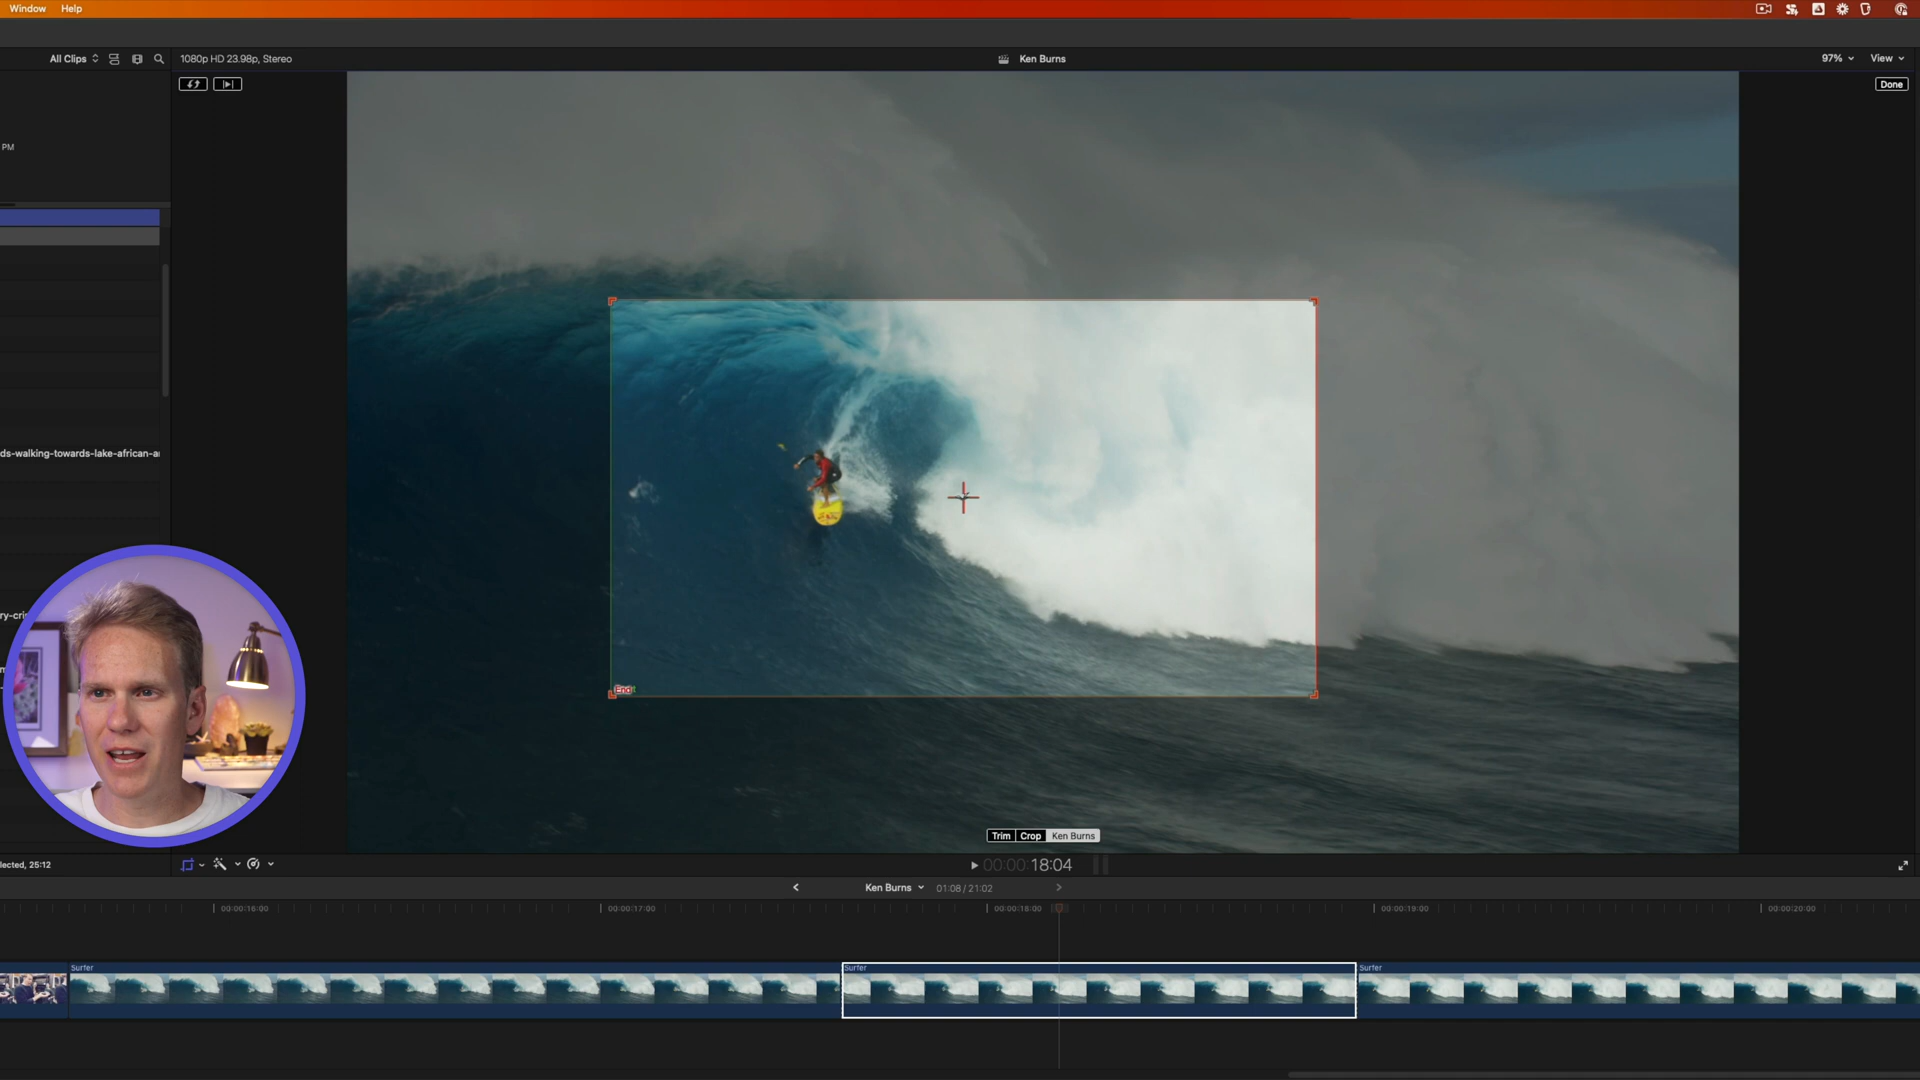 Window Help
All Clips
1080p HD 23.98p, Stereo
Ken Burns
97%
View
Done
PM
ds-walking-towards-lake-african-a
ry-cri
End
Trim Crop Ken Burns
lected, 25:12
00:00:18:04
Ken Burns
01:08 / 21:02
00:00:16:00
00:00:17:00
00:00:18:00
00:00:19:00
00:00:20:00
Surfer
Surfer
Surfer